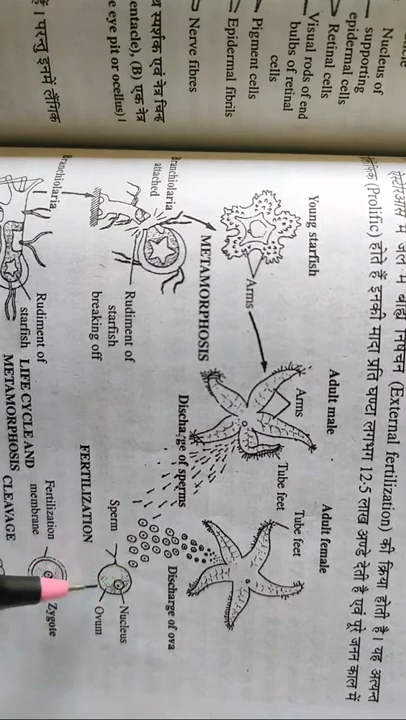 Nucleus of
supporting
epidermal cells
Retinal cells
Visual rods of end
bulbs of retinal
cells
Pigment cells
Epidermal fibrils
Nerve fibres
स्पर्शक एवं नेत्र चिन्ह
entacle), (B) एक नेत्र
e eye pit or ocellus)।
है। परन्तु इनमें लैंगिक
में जल में बाह्य निषेचन (External fertilization) की क्रिया होती है। यह अत्यन्त
(Prolific) होते हैं इनकी मादा प्रति घण्टा लगभग 12·5 लाख अण्डे देती है एवं पूरे जनन काल में
Young starfish
Arms
Adult male
Arms
Tube feet
Adult female
Tube feet
METAMORPHOSIS
Branchiolaria
attached
Rudiment of
starfish
breaking off
Discharge of sperms
Discharge of ova
FERTILIZATION
Sperm
Nucleus
Ovum
Branchiolaria
Rudiment of
starfish
LIFE CYCLE AND
METAMORPHOSIS
Fertilization
membrane
Zygote
CLEAVAGE